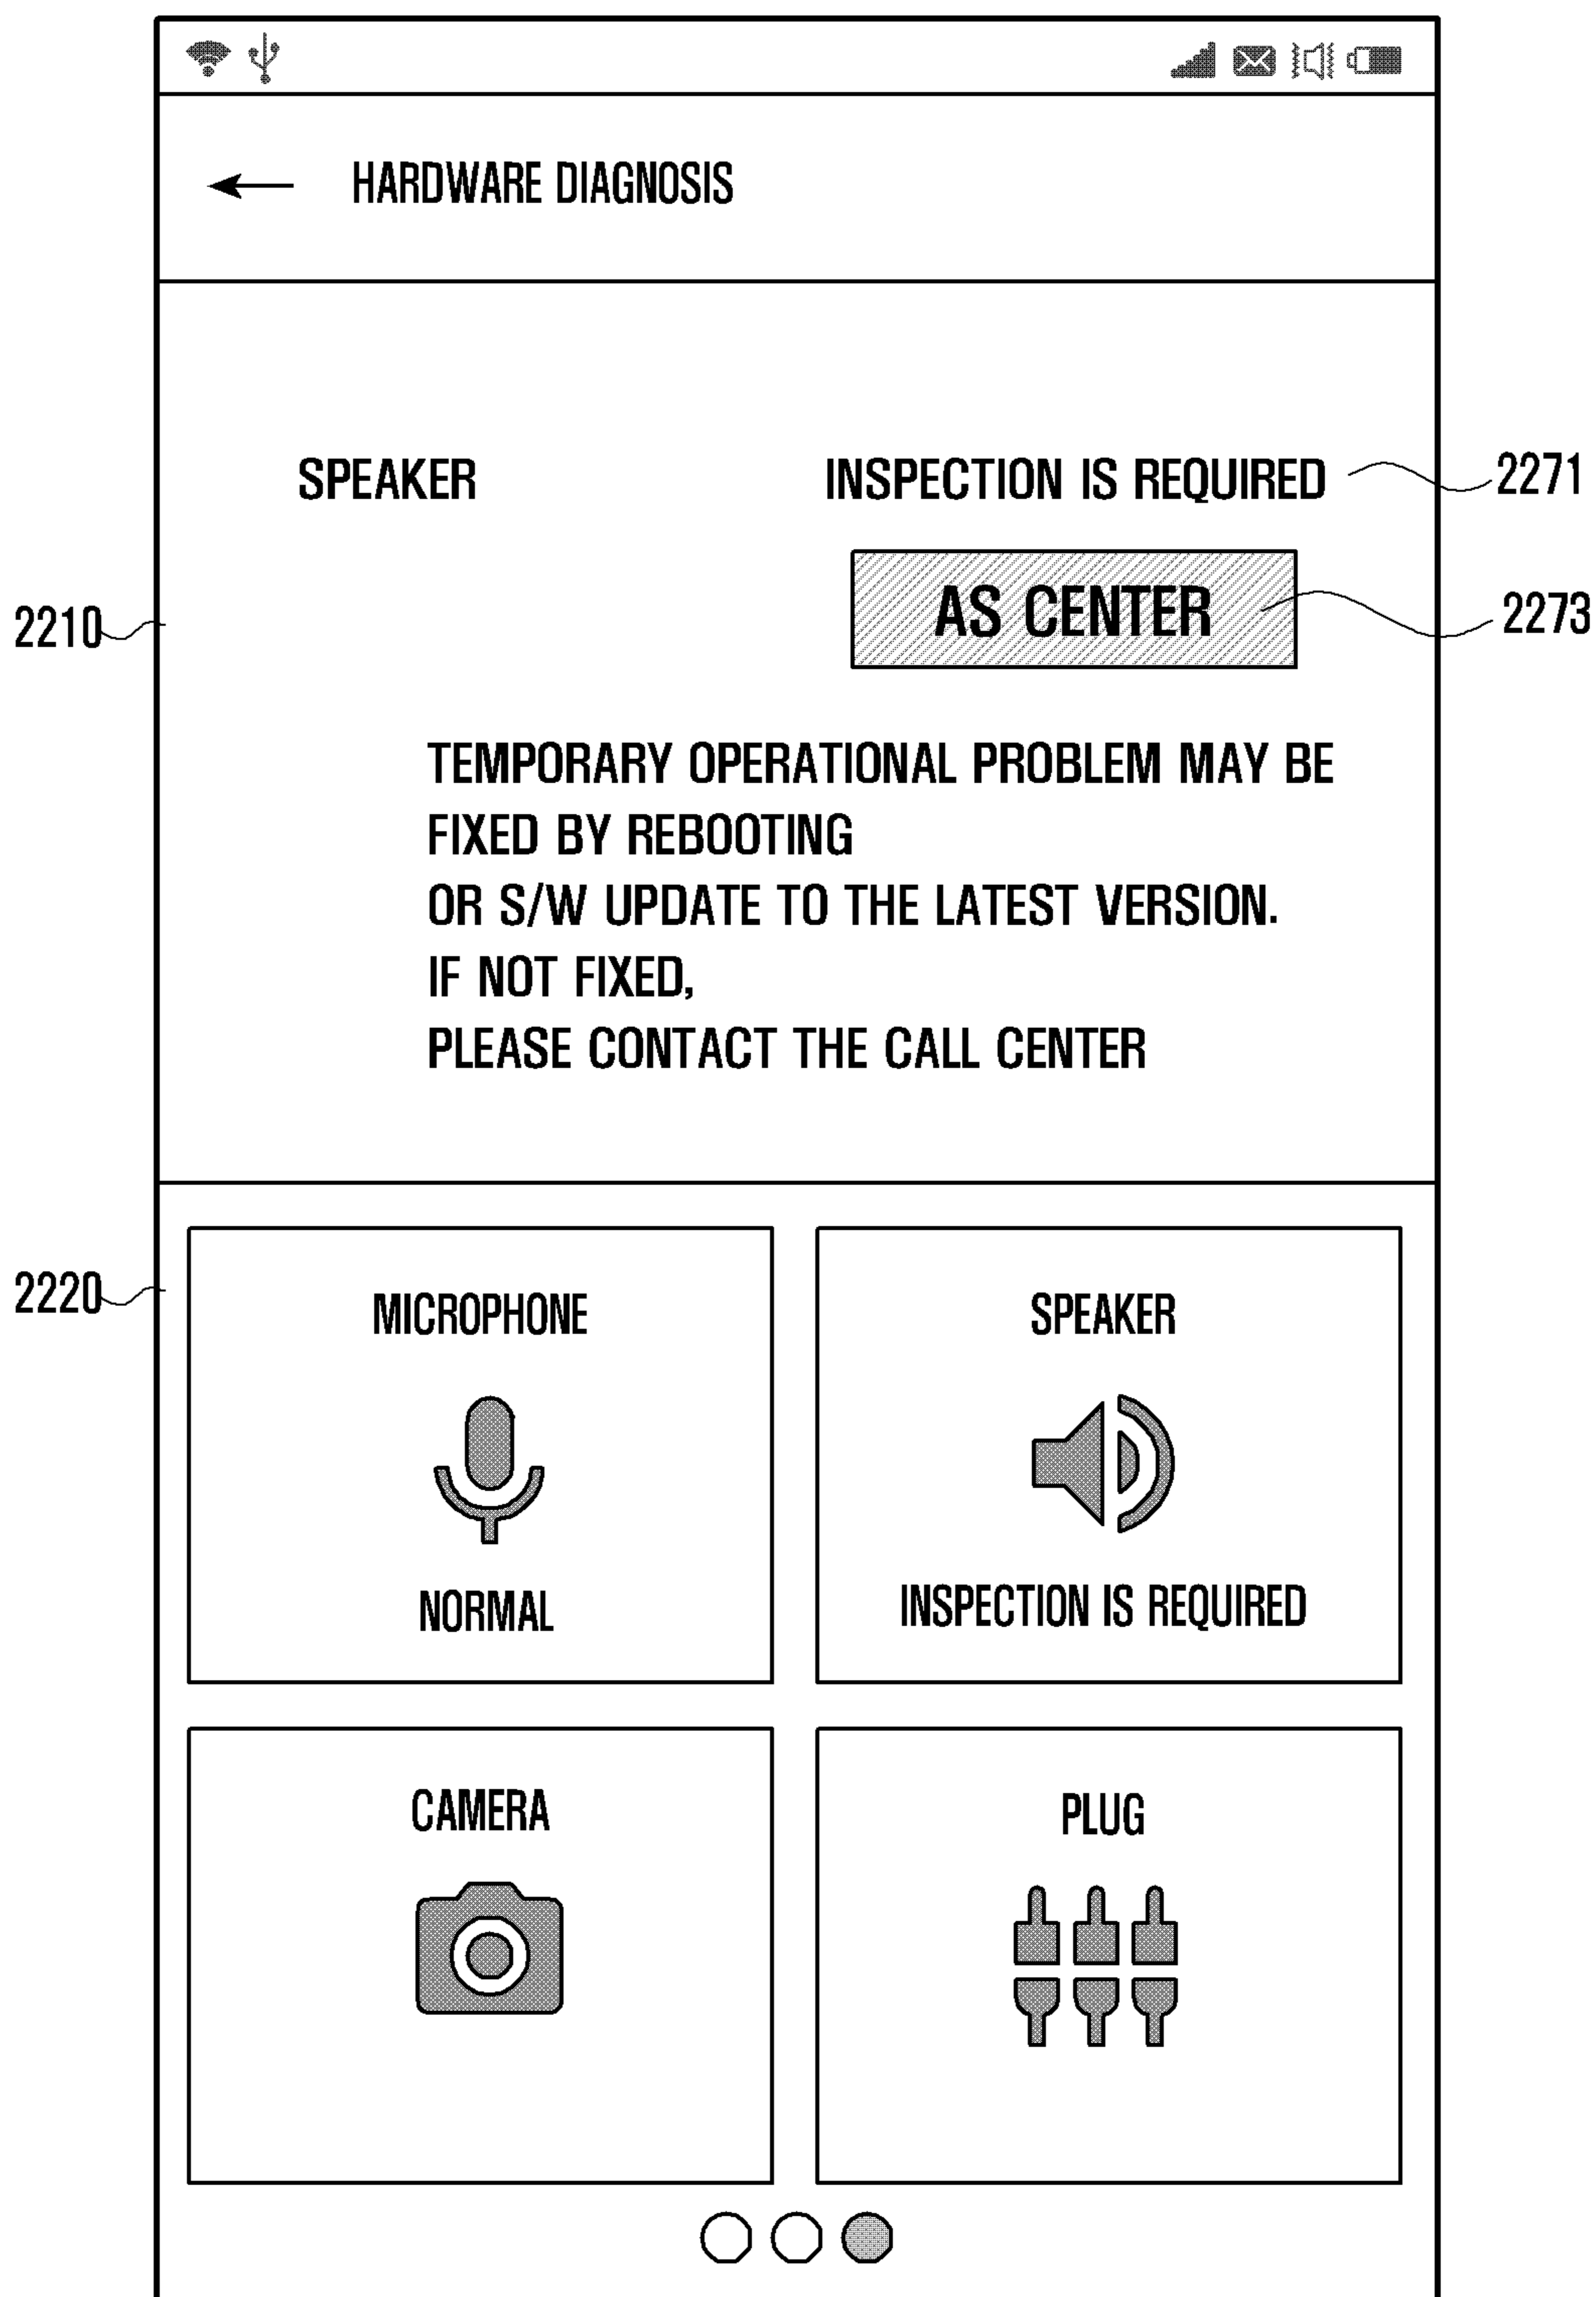 HARDWARE DIAGNOSIS
SPEAKER
INSPECTION IS REQUIRED
2271
AS CENTER
2273
2210
TEMPORARY OPERATIONAL PROBLEM MAY BE
FIXED BY REBOOTING
OR S/W UPDATE TO THE LATEST VERSION.
IF NOT FIXED,
PLEASE CONTACT THE CALL CENTER
2220
MICROPHONE
NORMAL
SPEAKER
INSPECTION IS REQUIRED
CAMERA
PLUG